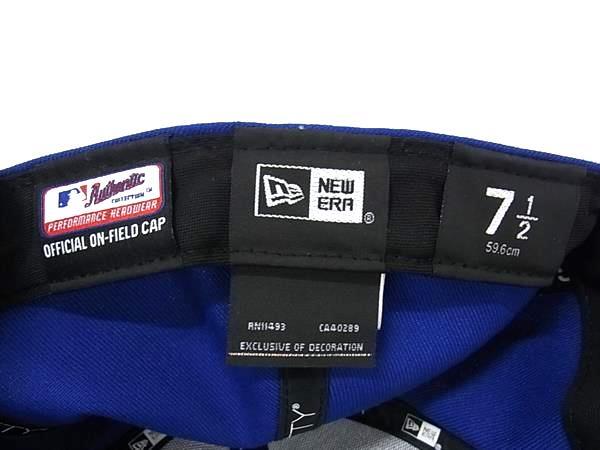 Authentic
COLLECTION
PERFORMANCE HEADWEAR
OFFICIAL ON-FIELD CAP
NEW
ERA®
7 1/2
59.6cm
RN11493 CA40289
EXCLUSIVE OF DECORATION